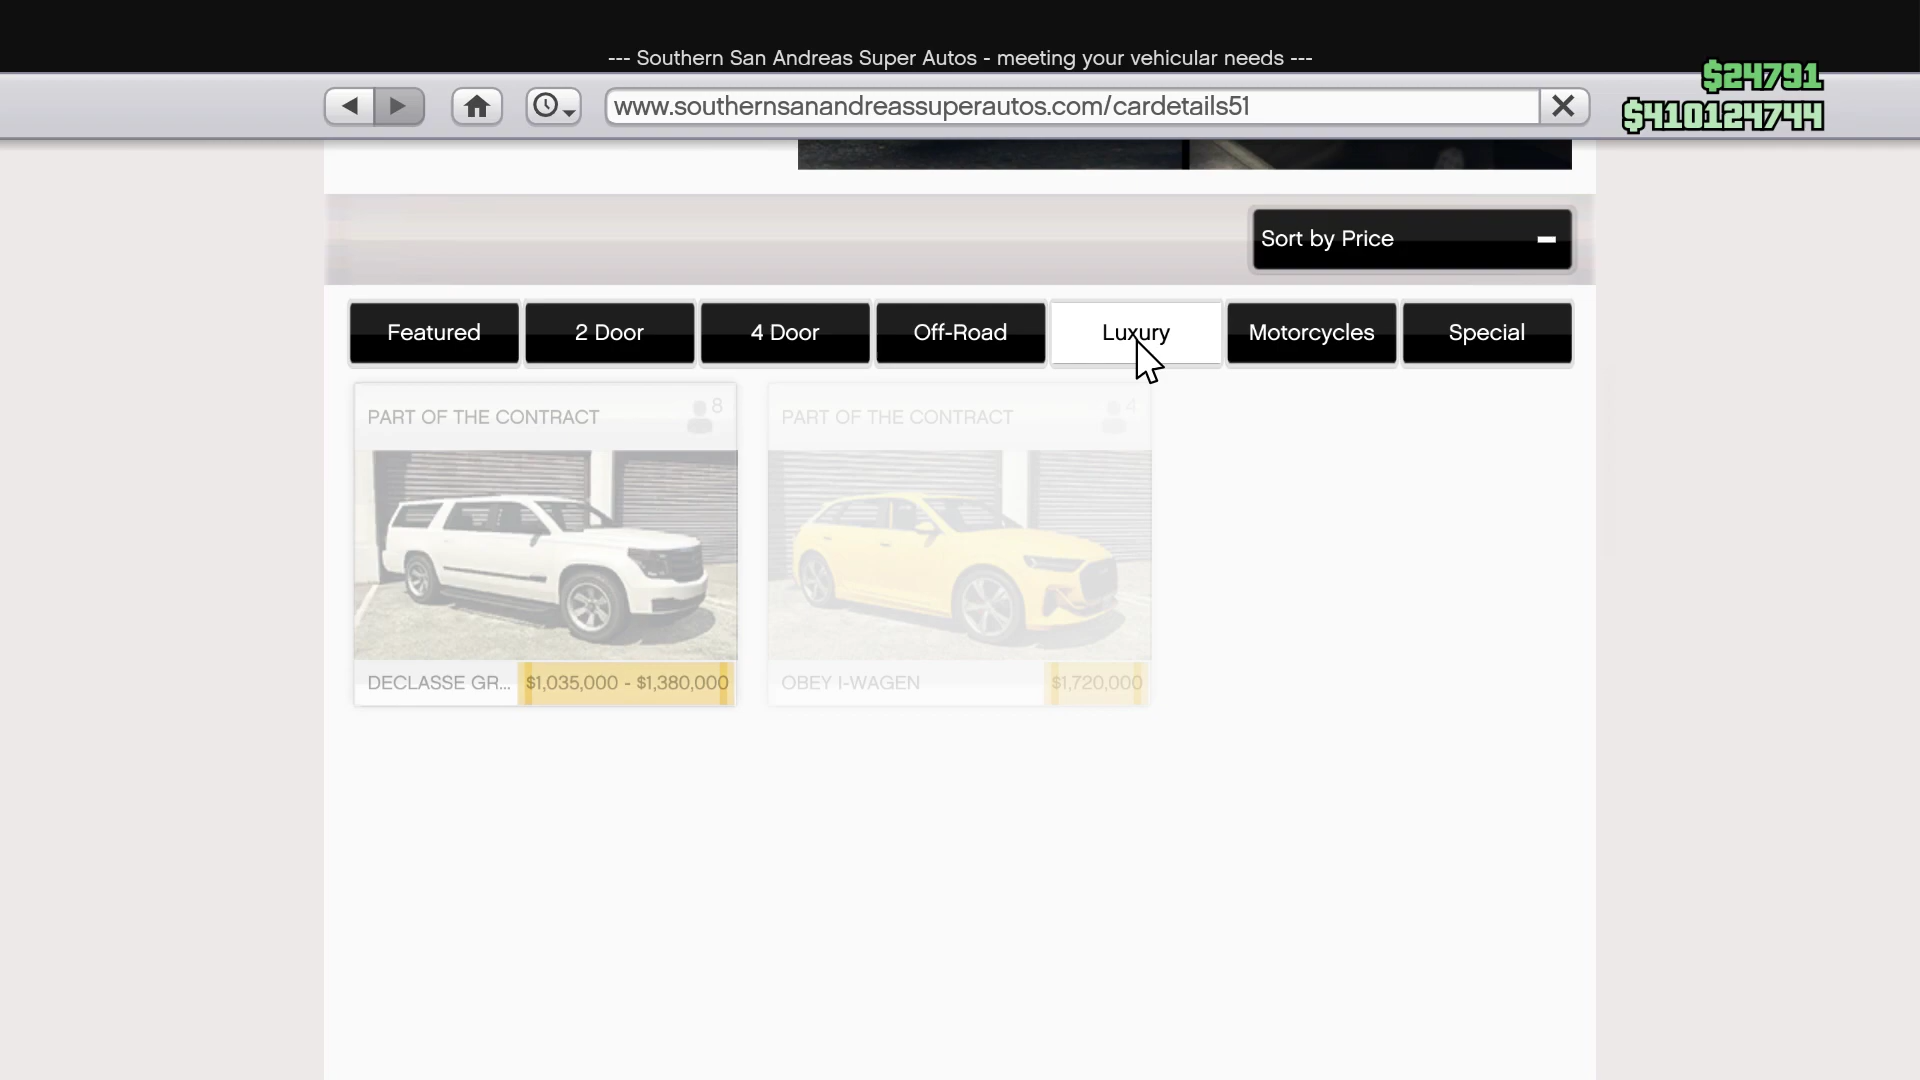 --- Southern San Andreas Super Autos - meeting your vehicular needs ---
$24791
www.southernsanandreassuperautos.com/cardetails51
$410124744
Sort by Price
Featured
2 Door
4 Door
Off-Road
Luxury
Motorcycles
Special
PART OF THE CONTRACT
8
PART OF THE CONTRACT
4
DECLASSE GR...
$1,035,000 - $1,380,000
OBEY I-WAGEN
$1,720,000